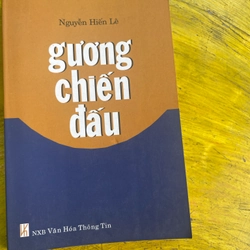 Nguyễn Hiến Lê
gương
chiến
đấu
NXB Văn Hóa Thông Tin